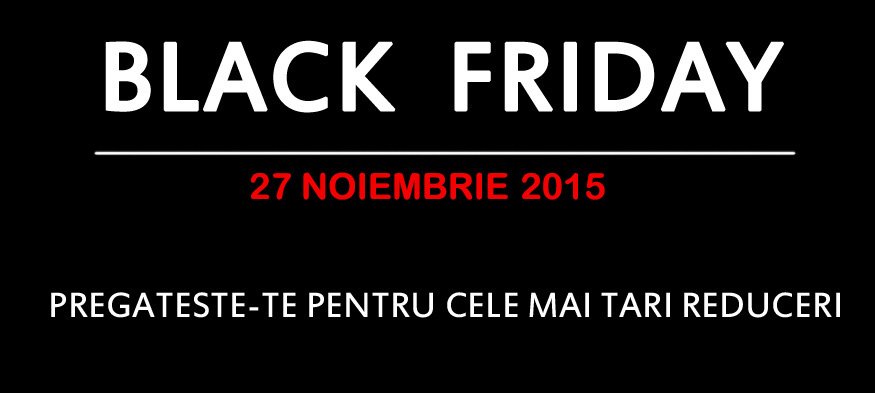 BLACK FRIDAY
27 NOIEMBRIE 2015
PREGATESTE-TE PENTRU CELE MAI TARI REDUCERI